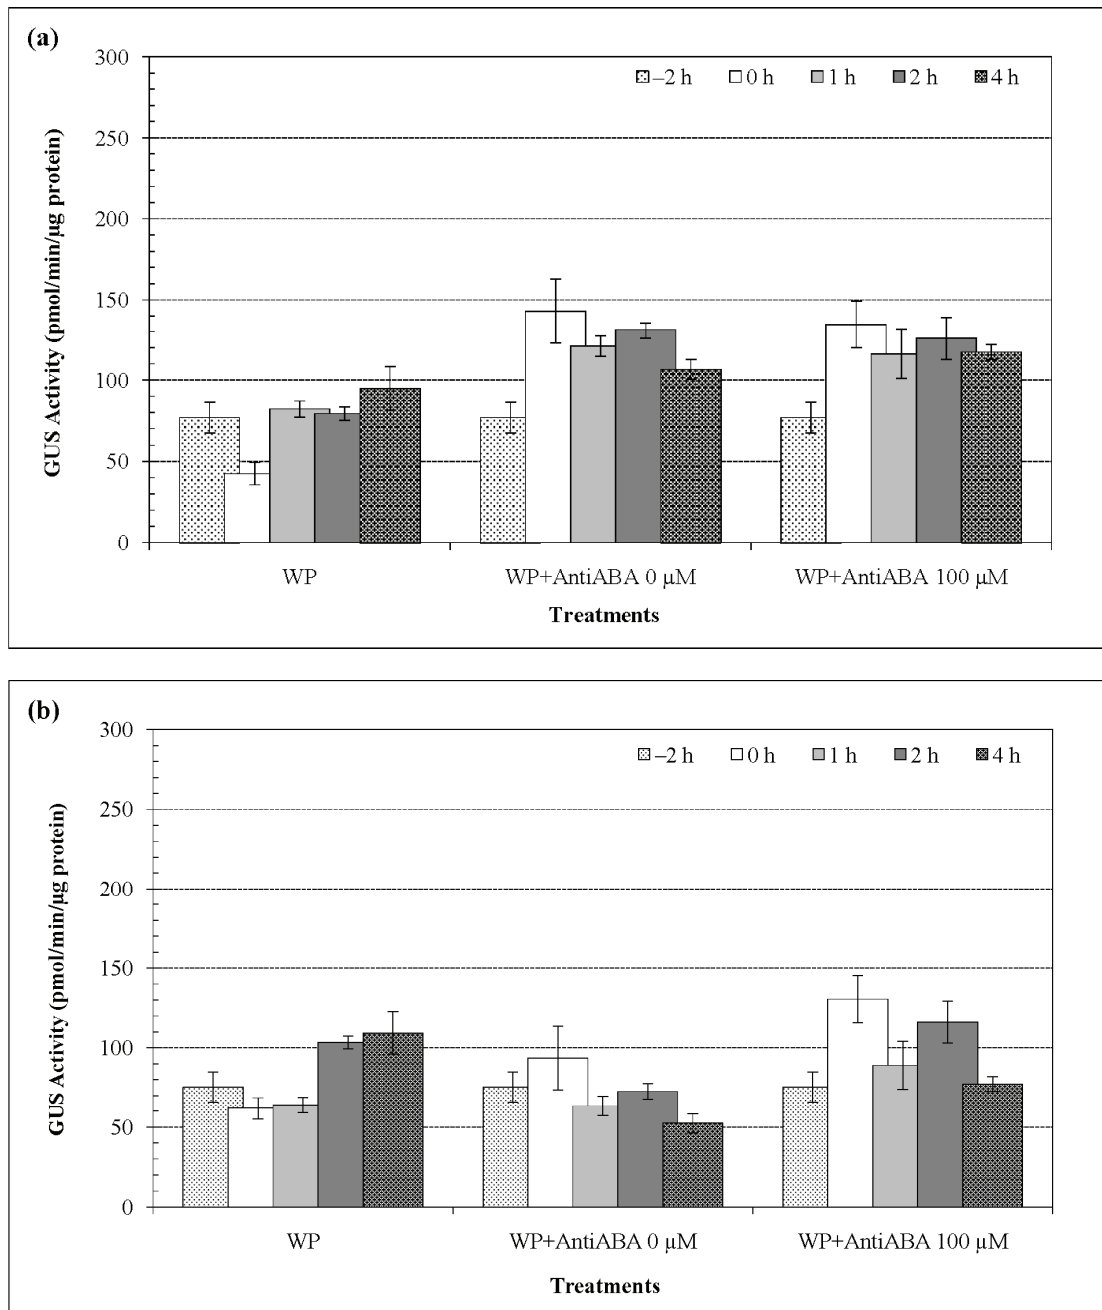 (a)
300
–2 h 0 h 1 h 2 h 4 h
250
200
150
100
50
0
GUS Activity (pmol/min/µg protein)
WP WP+AntiABA 0 µM WP+AntiABA 100 µM
Treatments
(b)
300
–2 h 0 h 1 h 2 h 4 h
250
200
150
100
50
0
GUS Activity (pmol/min/µg protein)
WP WP+AntiABA 0 µM WP+AntiABA 100 µM
Treatments